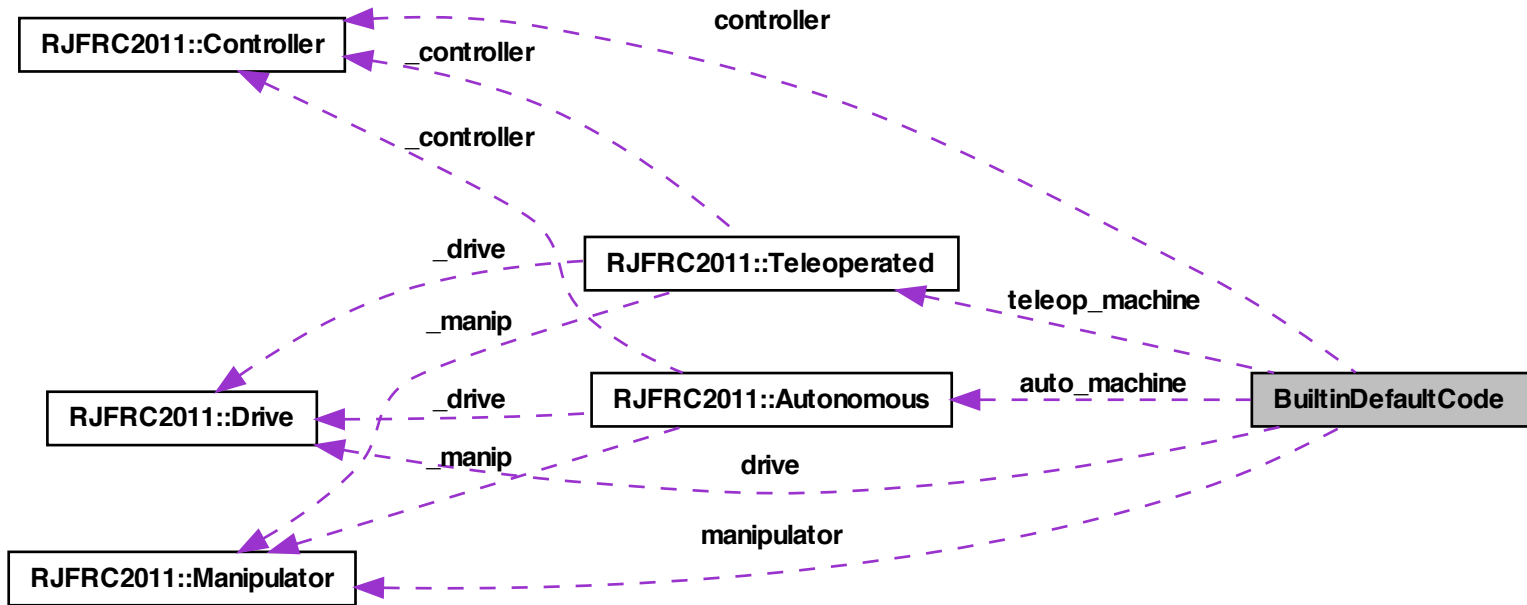 controller
RJFRC2011::Controller
_controller
_controller
_drive
RJFRC2011::Teleoperated
teleop_machine
_manip
auto_machine
RJFRC2011::Drive
_drive
RJFRC2011::Autonomous
BuiltinDefaultCode
_manip
drive
manipulator
RJFRC2011::Manipulator